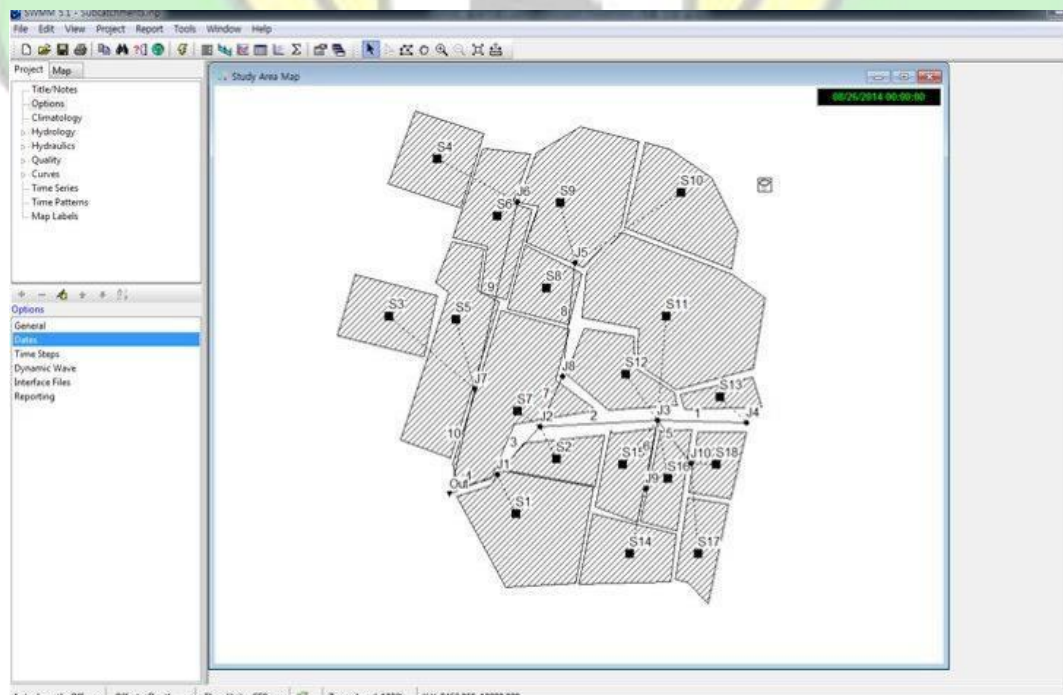 SWMM 5.1 - Subcatchments.inp
File Edit View Project Report Tools Window Help
Project Map
Title/Notes
Options
Climatology
Hydrology
Hydraulics
Quality
Curves
Time Series
Time Patterns
Map Labels
Options
General
Dates
Time Steps
Dynamic Wave
Interface Files
Reporting
Study Area Map
08/26/2014 00:00:00
S4
S10
J6
S9
S6
J5
9
S8
S3
S5
8
S11
J8
S12
J7
7
S13
S7
2
J3
1
J4
J2
10
3
5
S2
S15
6
S16
J10
S18
4
J1
Out
J9
S1
S14
S17